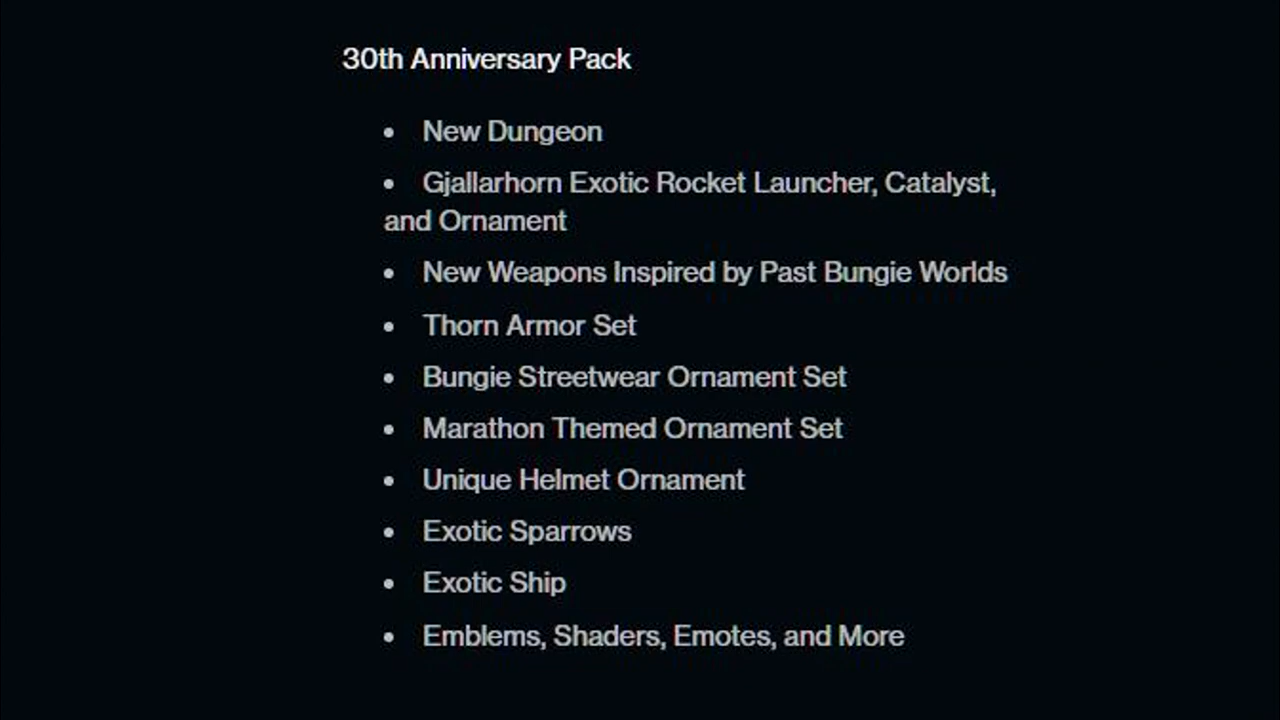 30th Anniversary Pack
• New Dungeon
• Gjallarhorn Exotic Rocket Launcher, Catalyst,
and Ornament
• New Weapons Inspired by Past Bungie Worlds
• Thorn Armor Set
• Bungie Streetwear Ornament Set
• Marathon Themed Ornament Set
• Unique Helmet Ornament
• Exotic Sparrows
• Exotic Ship
• Emblems, Shaders, Emotes, and More